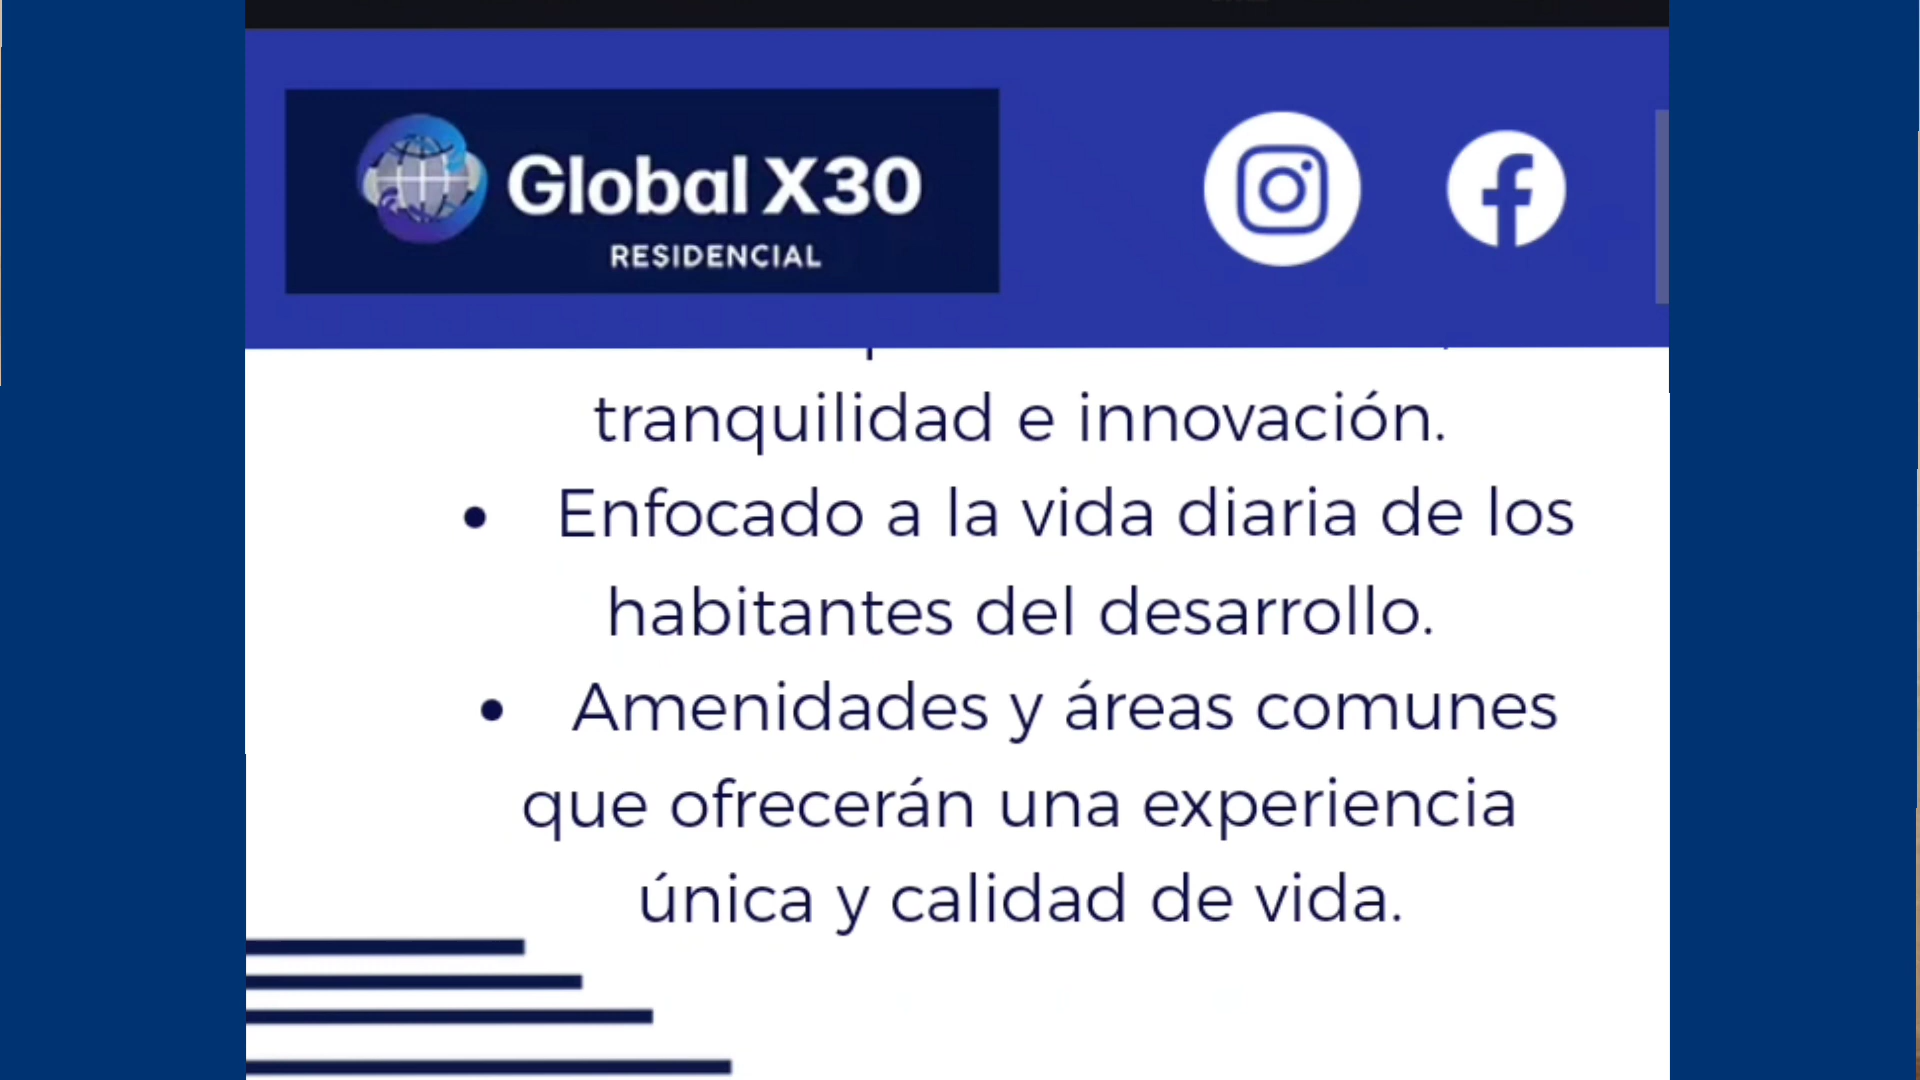 Global X30
RESIDENCIAL
tranquilidad e innovación.
• Enfocado a la vida diaria de los
habitantes del desarrollo.
• Amenidades y áreas comunes
que ofrecerán una experiencia
única y calidad de vida.